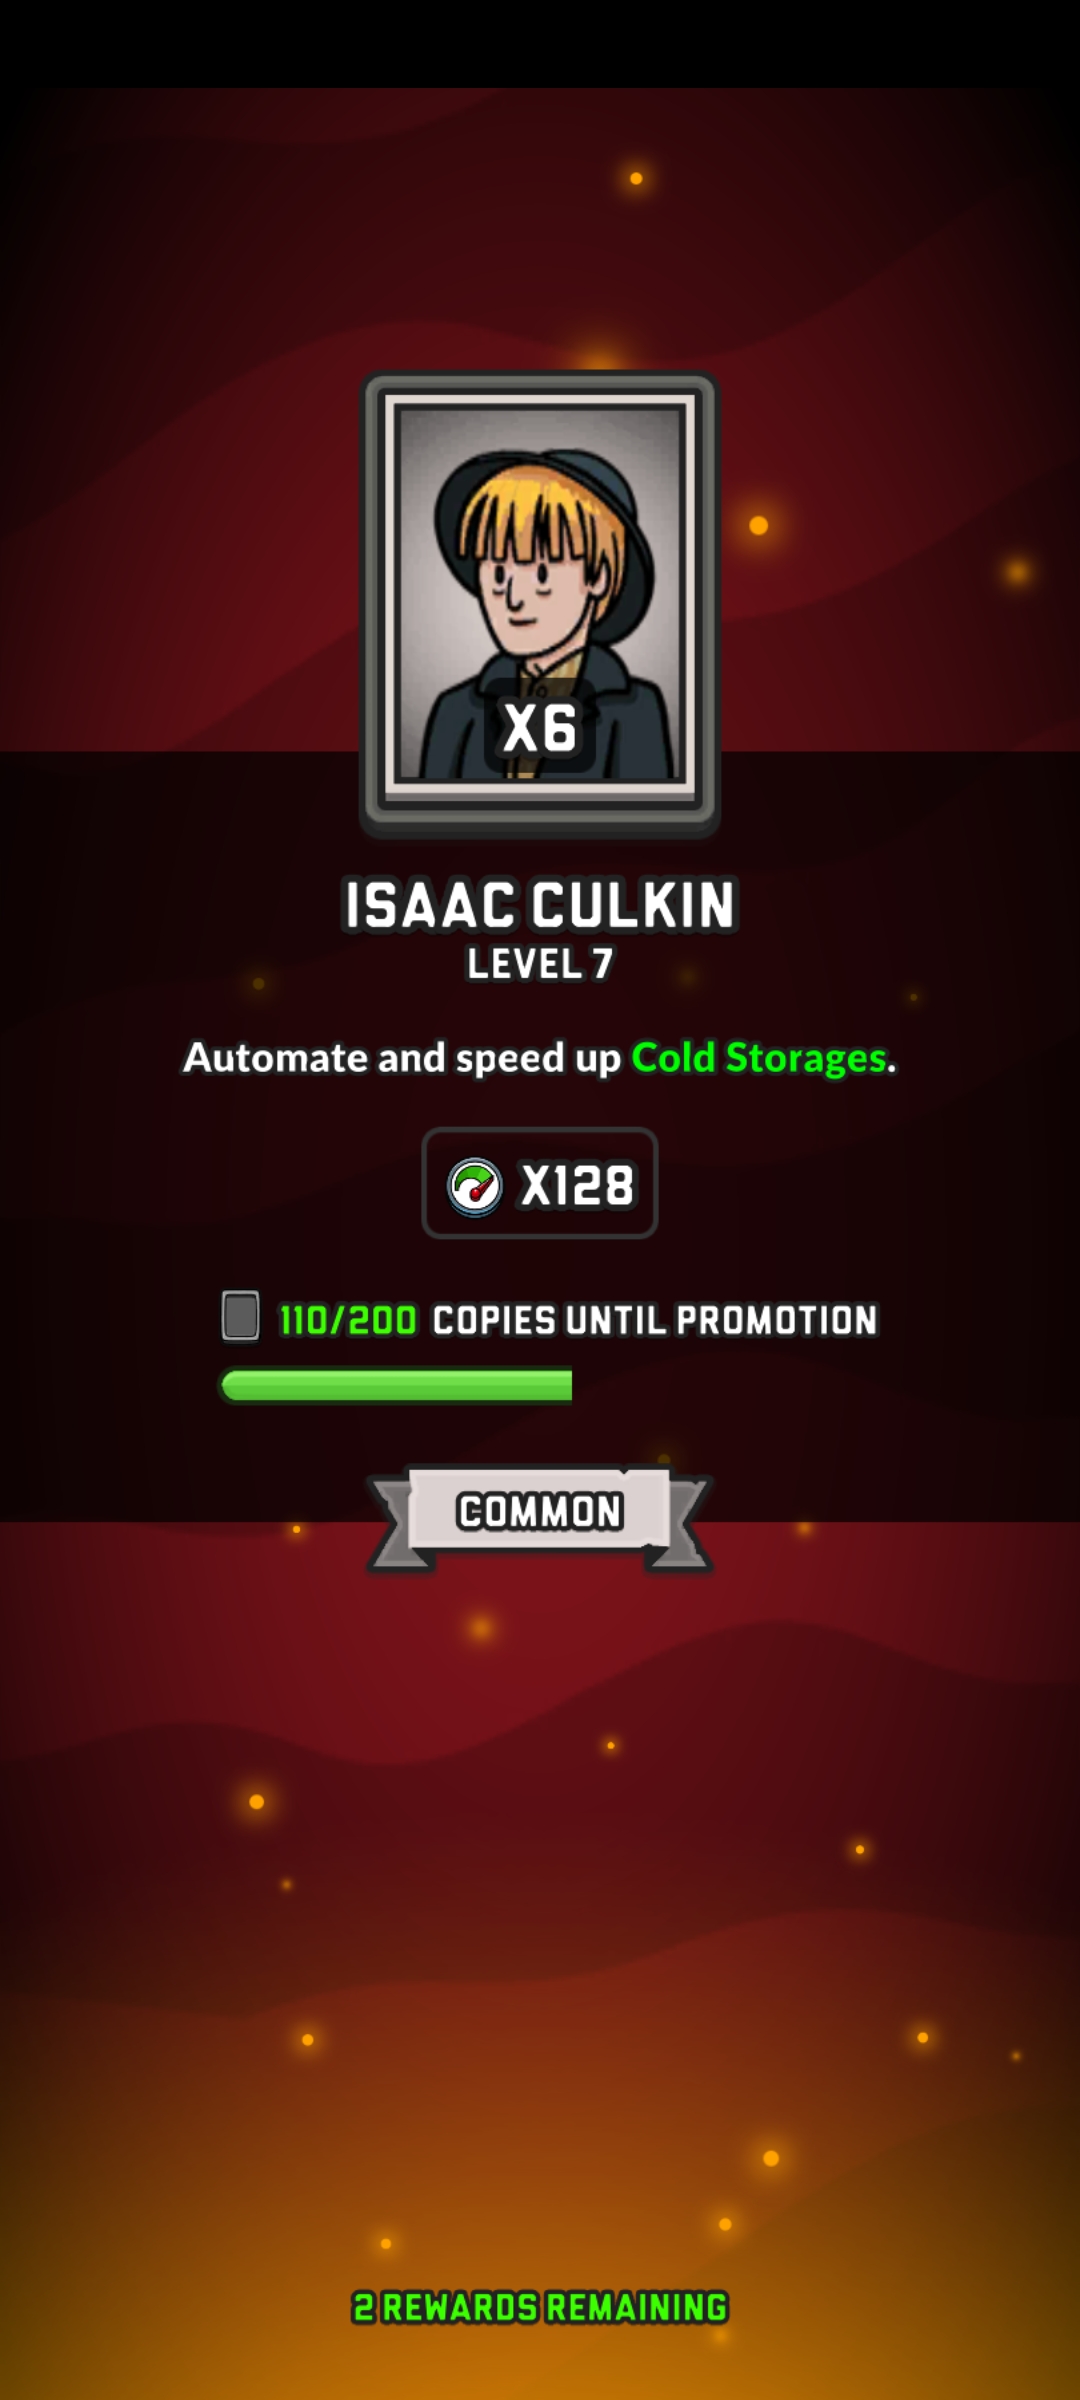 X6
ISAAC CULKIN
LEVEL 7
Automate and speed up Cold Storages.
X128
110/200 COPIES UNTIL PROMOTION
COMMON
2 REWARDS REMAINING